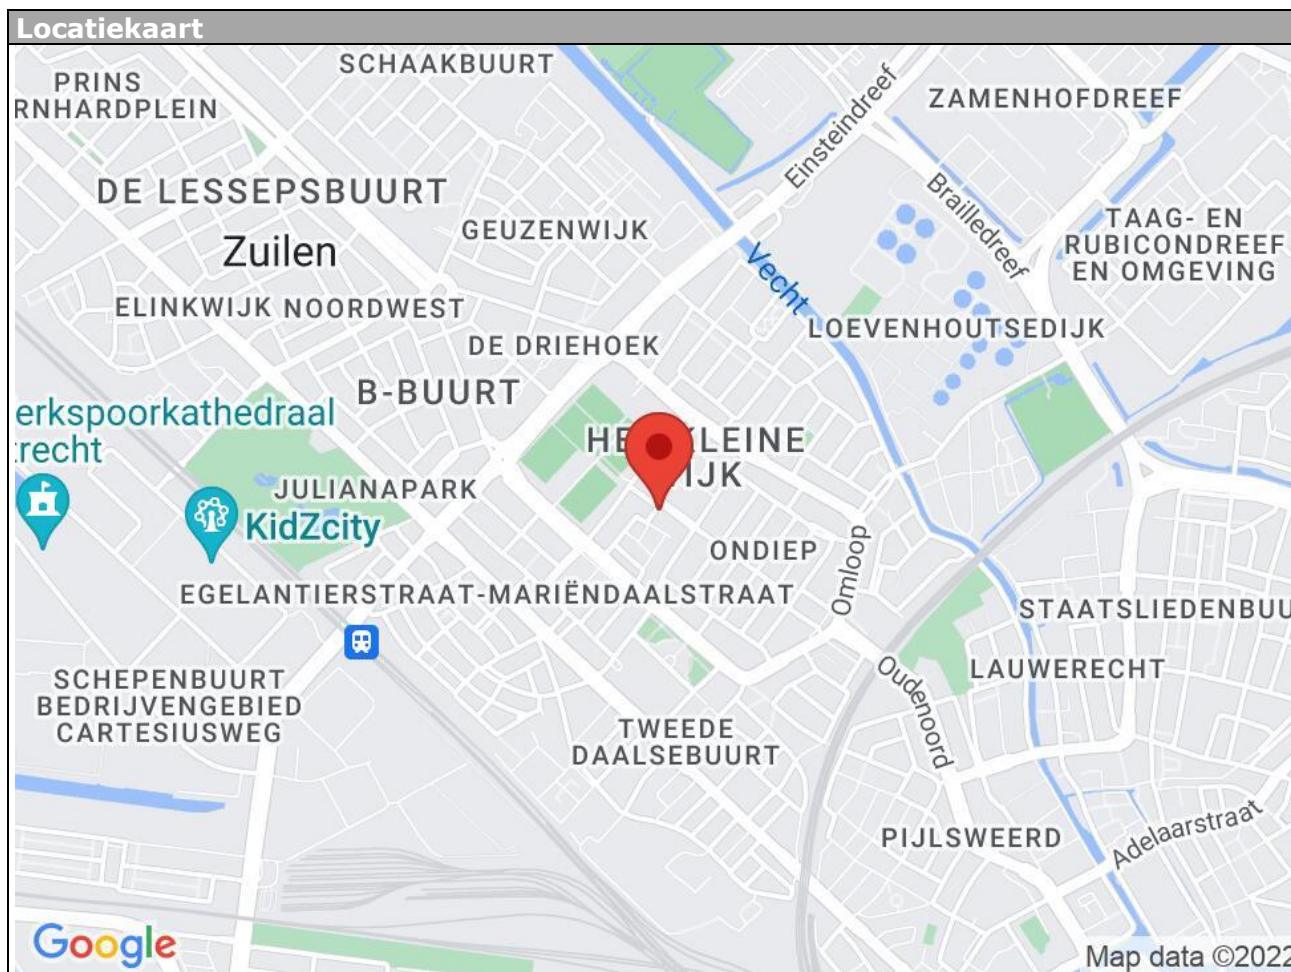 Locatiekaart
SCHAAKBUURT
PRINS
RNHARDPLEIN
ZAMENHOFDREEF
Einsteindreef
Brailledreef
DE LESSEPSBUURT
GEUZENWIJK
TAAG- EN
RUBICONDREEF
EN OMGEVING
Zuilen
Vecht
ELINKWIJK NOORDWEST
LOEVENHOUTSEDIJK
DE DRIEHOEK
B-BUURT
erkspoorkathedraal
trecht
HE KLEINE
IJK
JULIANAPARK
KidZcity
ONDIEP
Omloop
EGELANTIERSTRAAT-MARIËNDAALSTRAAT
STAATSLIEDENBUU
LAUWERECHT
Oudenoord
SCHEPENBUURT
BEDRIJVENGEBIED
CARTESIUSWEG
TWEEDE
DAALSEBUURT
PIJLSWEERD
Adelaarstraat
Google
Map data ©2022